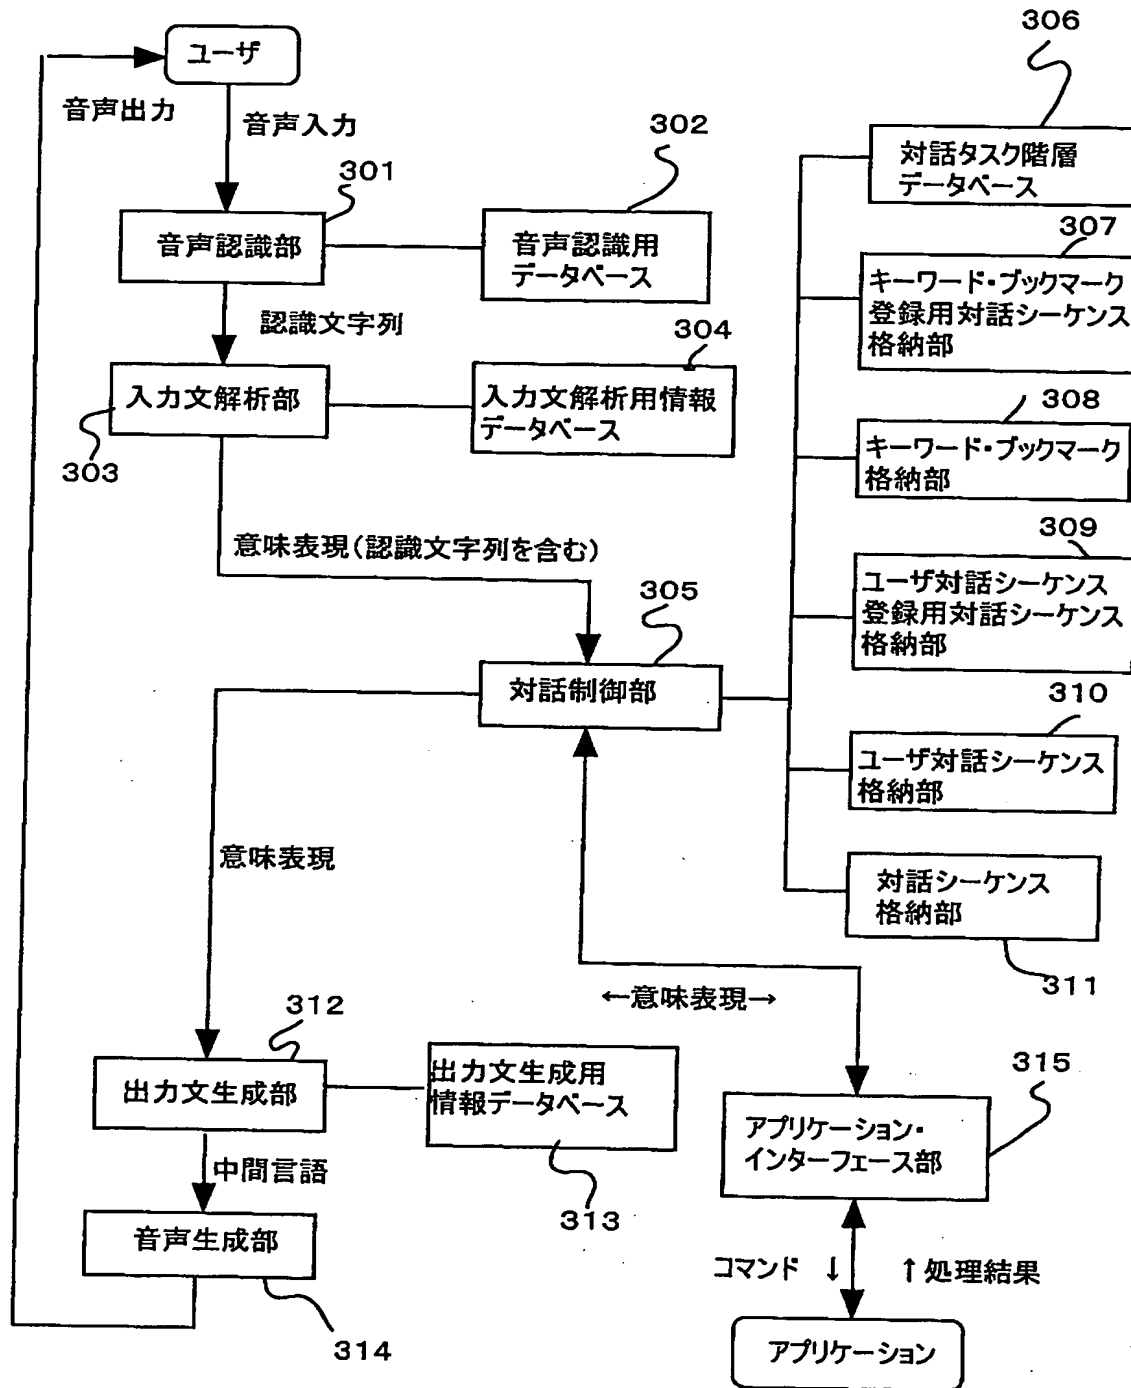 ユーザ
音声出力
音声入力
301
音声認識部
302
音声認識用
データベース
認識文字列
303
入力文解析部
304
入力文解析用情報
データベース
意味表現(認識文字列を含む)
305
対話制御部
306
対話タスク階層
データベース
307
キーワード・ブックマーク
登録用対話シーケンス
格納部
308
キーワード・ブックマーク
格納部
309
ユーザ対話シーケンス
登録用対話シーケンス
格納部
310
ユーザ対話シーケンス
格納部
対話シーケンス
格納部
311
意味表現
←意味表現→
312
出力文生成部
出力文生成用
情報データベース
313
中間言語
音声生成部
314
315
アプリケーション・
インターフェース部
コマンド ↓ ↑処理結果
アプリケーション